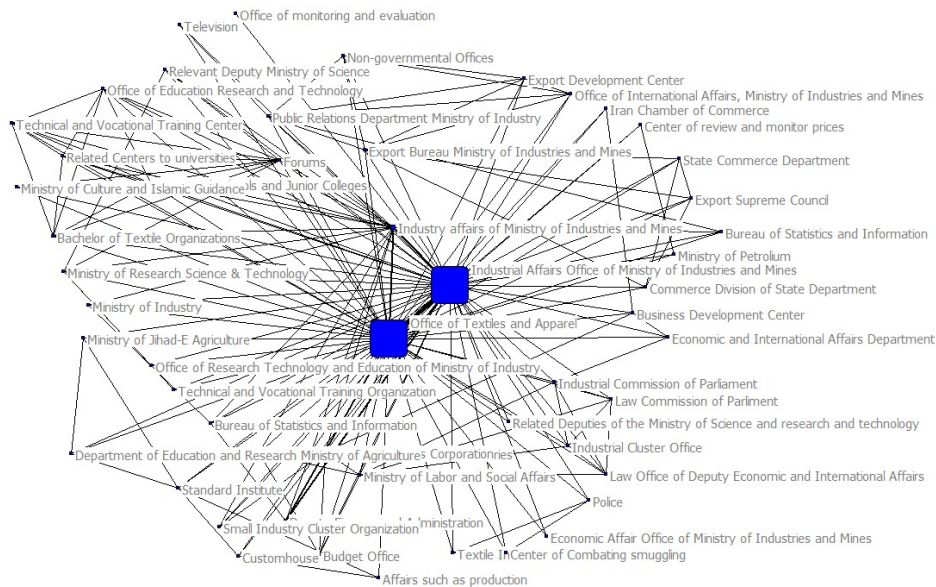 Office of monitoring and evaluation
Television
Non-governmental Offices
Relevant Deputy Ministry of Science
Export Development Center
Office of Education Research and Technology
Office of International Affairs, Ministry of Industries and Mines
Iran Chamber of Commerce
Public Relations Department Ministry of Industry
Technical and Vocational Training Center
Center of review and monitor prices
Export Bureau Ministry of Industries and Mines
Related Centers to universities
Forums
State Commerce Department
Ministry of Culture and Islamic Guidance
and Junior Colleges
Export Supreme Council
Industry affairs of Ministry of Industries and Mines
Bureau of Statistics and Information
Bachelor of Textile Organizations
Ministry of Petrolium
Ministry of Research Science & Technology
Industrial Affairs Office of Ministry of Industries and Mines
Commerce Division of State Department
Ministry of Industry
Business Development Center
Office of Textiles and Apparel
Ministry of Jihad-E Agriculture
Economic and International Affairs Department
Office of Research Technology and Education of Ministry of Industry
Industrial Commission of Parliament
Technical and Vocational Training Organization
Law Commission of Parliment
Bureau of Statistics and Information
Related Deputies of the Ministry of Science and research and technology
Industrial Cluster Office
Department of Education and Research Ministry of Agriculture
Corporation
Ministry of Labor and Social Affairs
Law Office of Deputy Economic and International Affairs
Standard Institute
Police
Small Industry Cluster Organization
Administration
Economic Affair Office of Ministry of Industries and Mines
Customhouse
Budget Office
Textile
Center of Combating smuggling
Affairs such as production